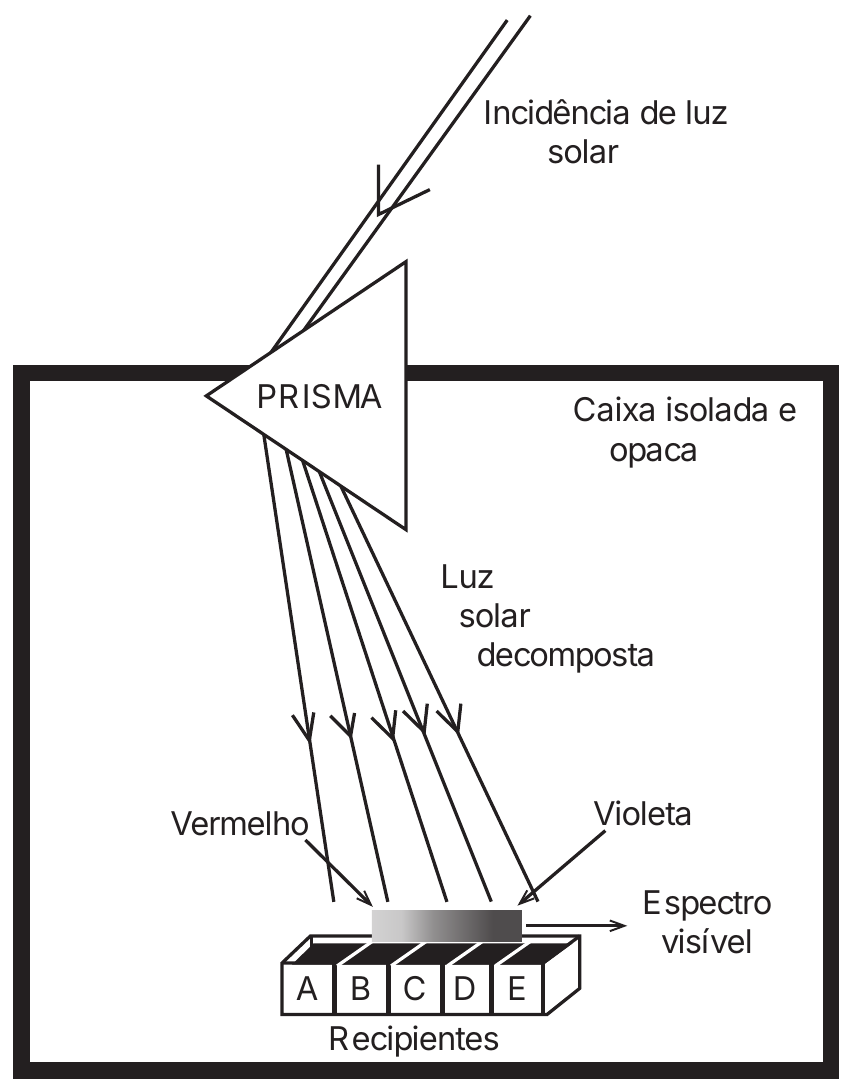 Incidência de luz
solar
PRISMA
Caixa isolada e
opaca
Luz
solar
decomposta
Vermelho
Violeta
Espectro
visível
A B C D E
Recipientes